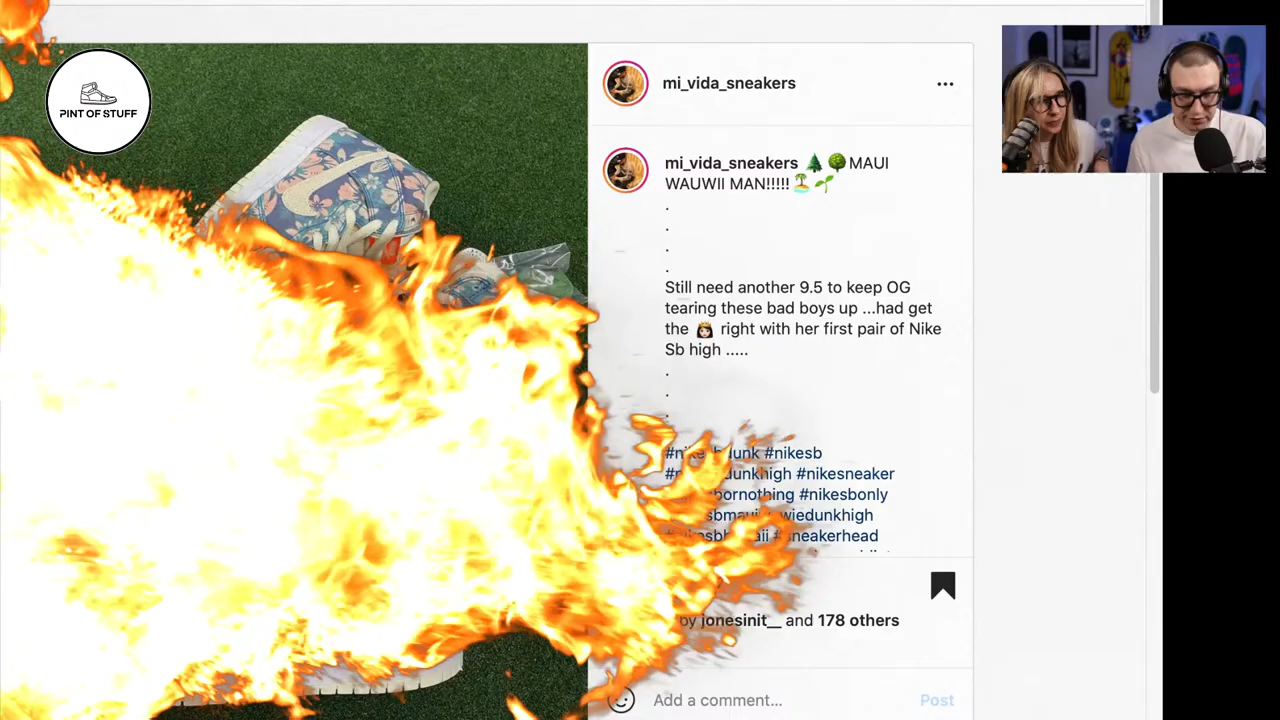 PINT OF STUFF
mi_vida_sneakers
mi_vida_sneakers 🌲🌳MAUI
WAUWII MAN!!!!!🏝️🌱
.
.
.
.
Still need another 9.5 to keep OG
tearing these bad boys up ...had get
the 👸🏻 right with her first pair of Nike
Sb high .....
.
.
.
#nikesb
#nikesneaker
#nikesbonly
#sneakerhead
by jonesinit__ and 178 others
Add a comment...
Post